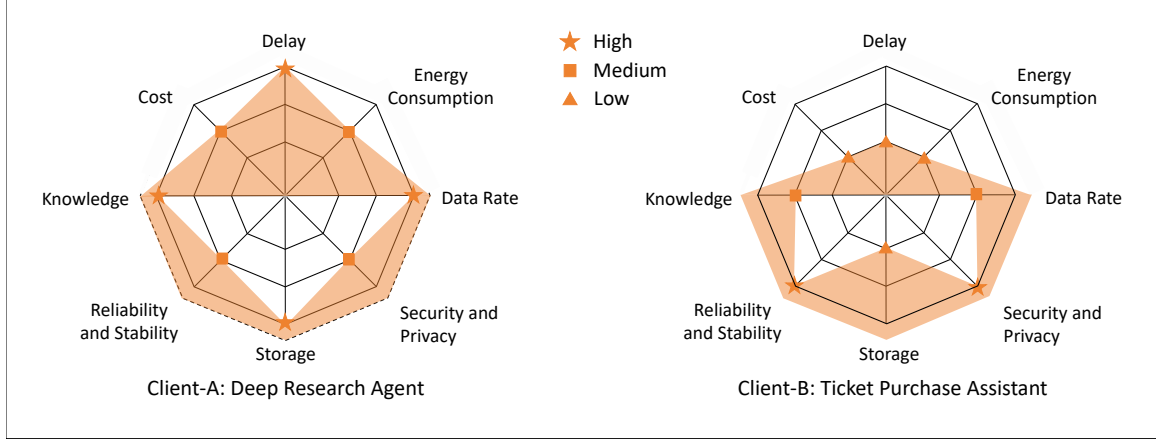 Delay
Cost
Energy
Consumption
Knowledge
Data Rate
Reliability
and Stability
Security and
Privacy
Storage
Client-A: Deep Research Agent
High
Medium
Low
Delay
Cost
Energy
Consumption
Knowledge
Data Rate
Reliability
and Stability
Security and
Privacy
Storage
Client-B: Ticket Purchase Assistant